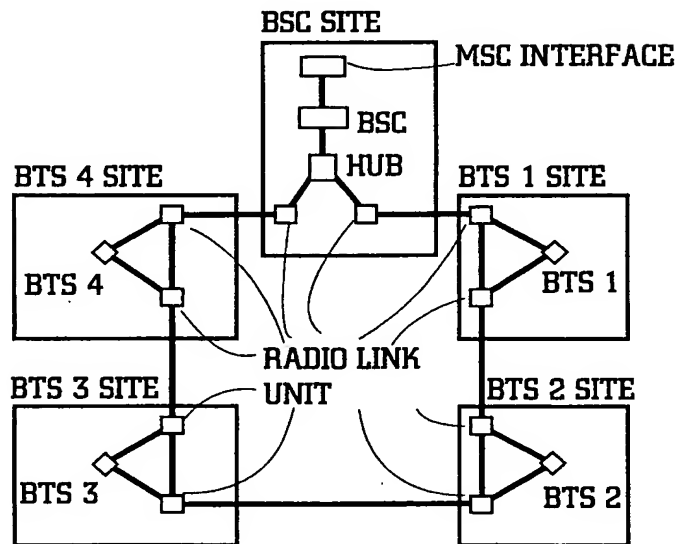 BSC SITE
MSC INTERFACE
BSC
HUB
BTS 4 SITE
BTS 1 SITE
BTS 4
BTS 1
RADIO LINK
UNIT
BTS 3 SITE
BTS 2 SITE
BTS 3
BTS 2